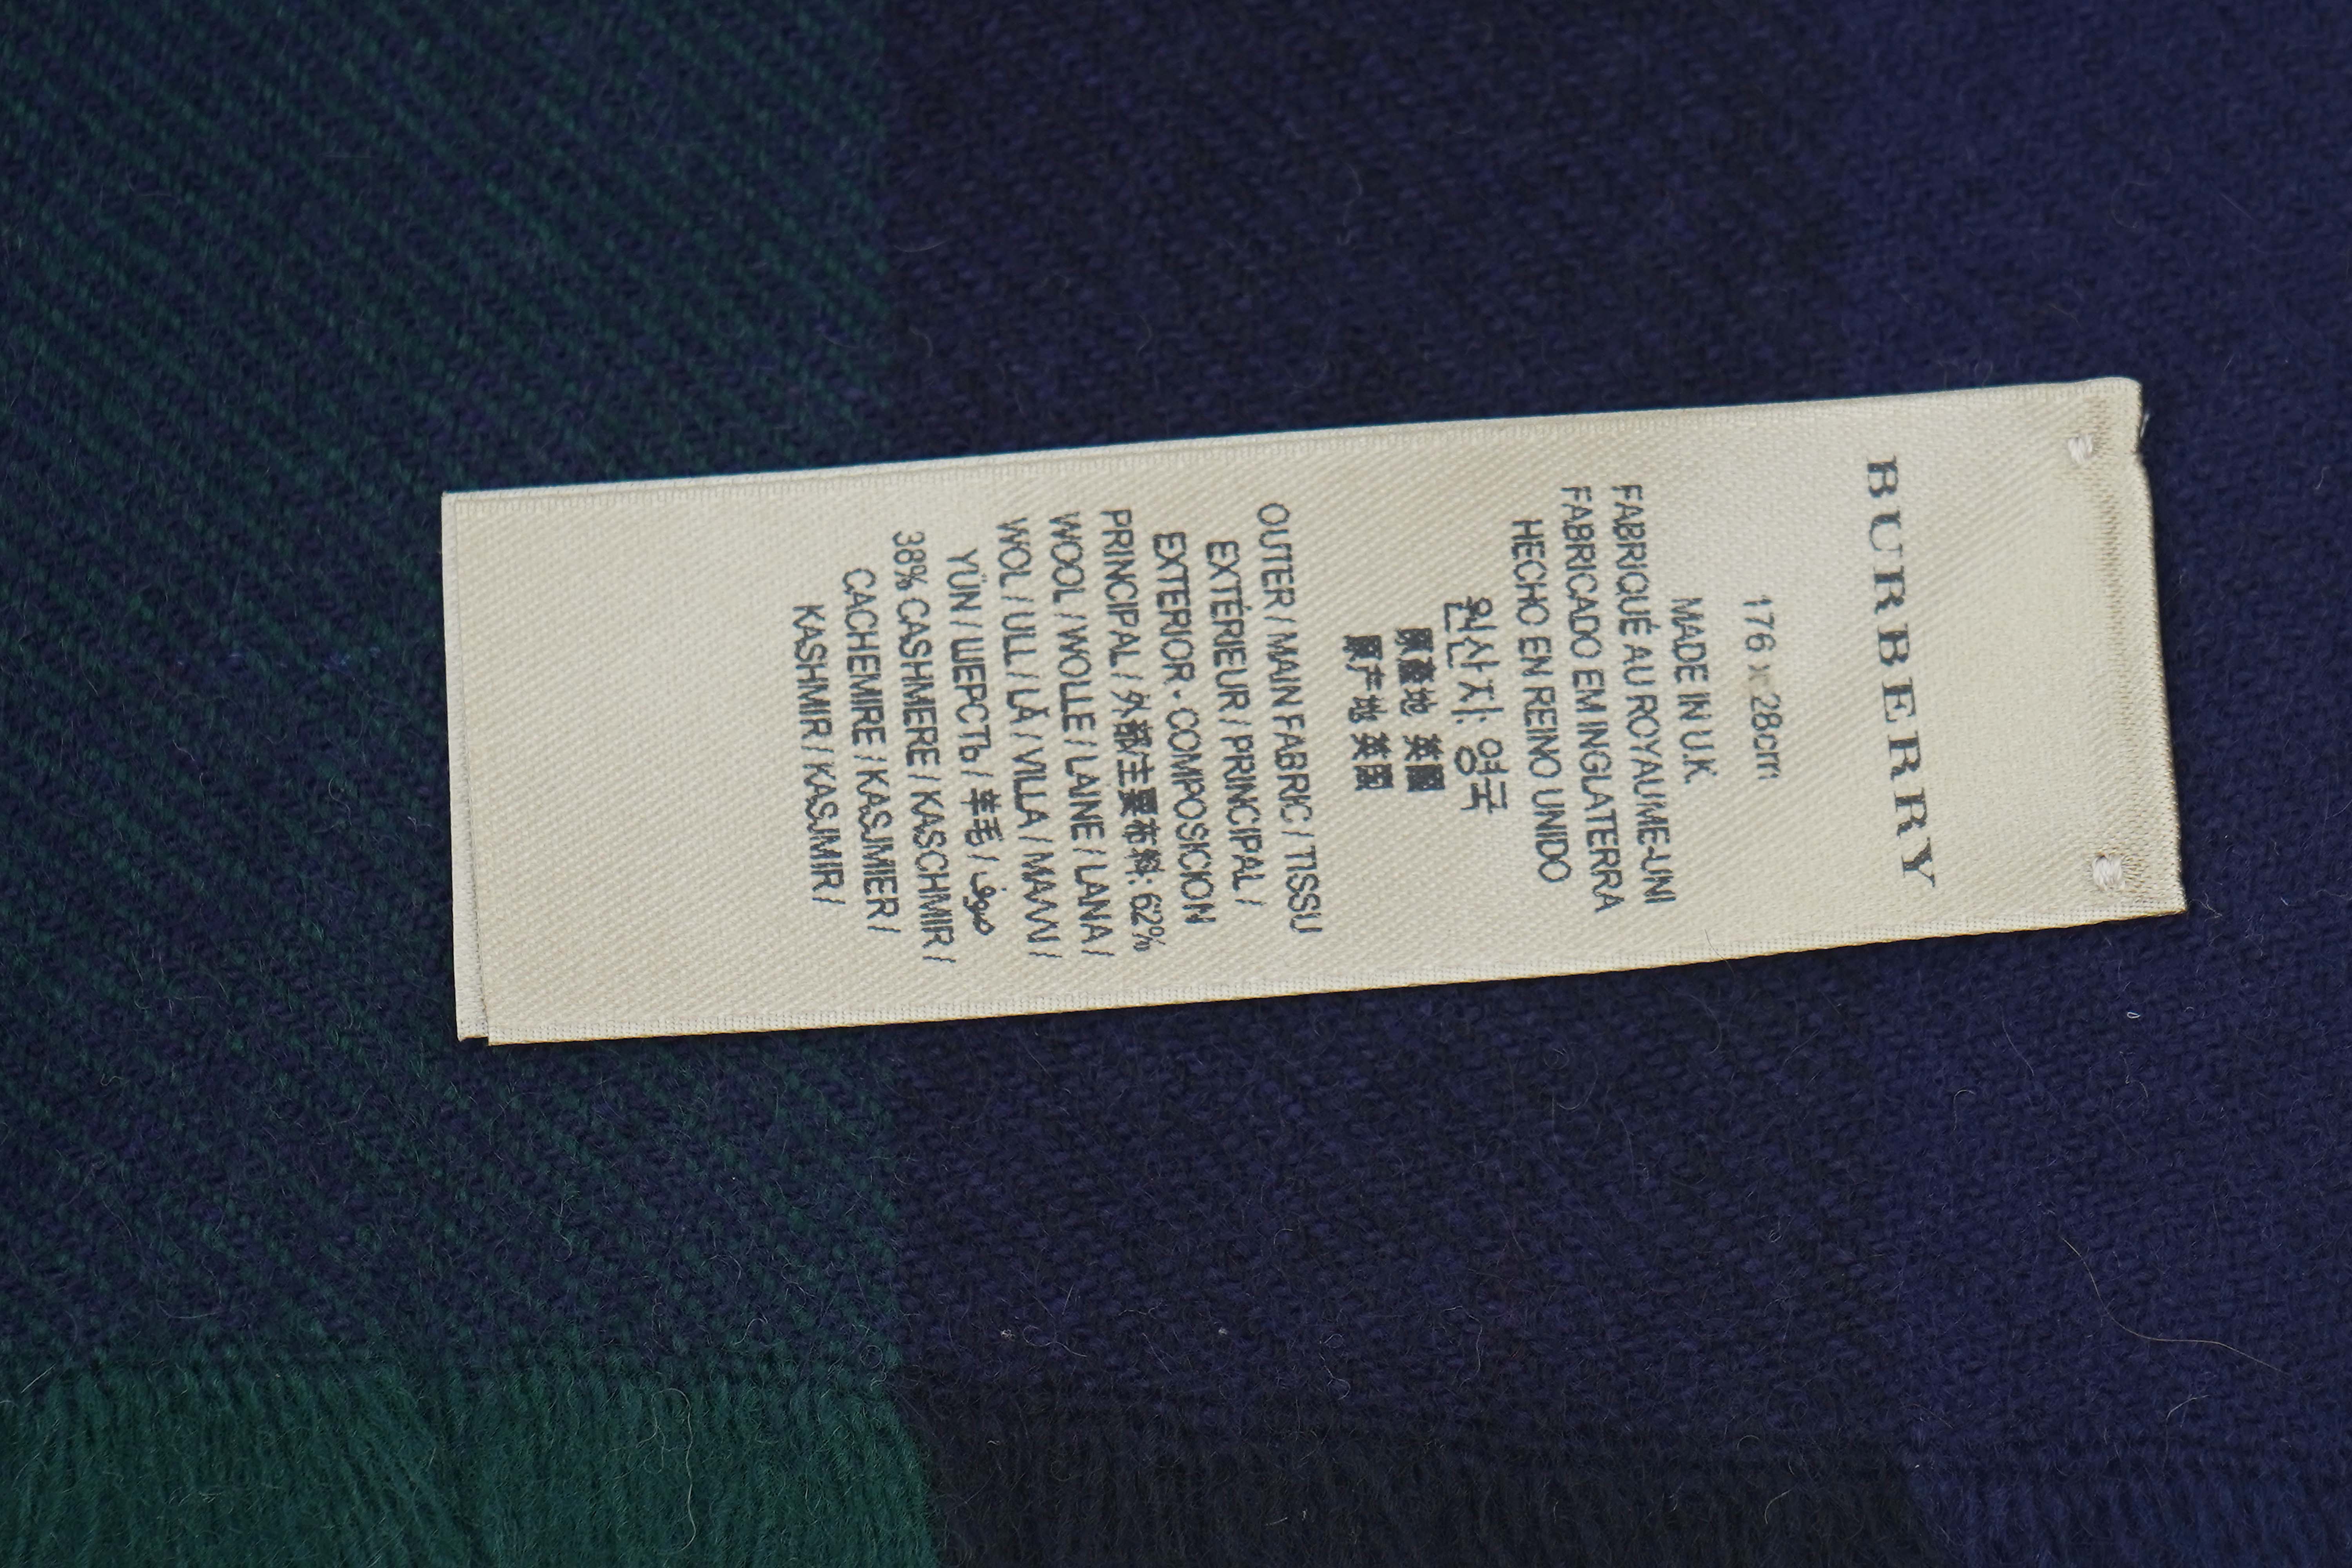 BURBERRY
176 x 28cm
MADE IN U.K
FABRIQUÉ AU ROYAUME-UNI
FABRICADO EM INGLATERRA
HECHO EN REINO UNIDO
원산지: 영국
原產地 英國
原产地 英国
OUTER / MAIN FABRIC / TISSU
EXTÉRIEUR / PRINCIPAL /
EXTERIOR - COMPOSICION
PRINCIPAL / 外部/主要布料: 62%
WOOL / WOLLE / LAINE / LANA /
WOL / ULL / LÃ / VILLA / ΜΑΛΛΙ /
YÜN / ШЕРСТЬ / 羊毛 / صوف
38% CASHMERE / KASCHMIR /
CACHEMIRE / KASJMIER /
KASHMIR / KASJMIR /